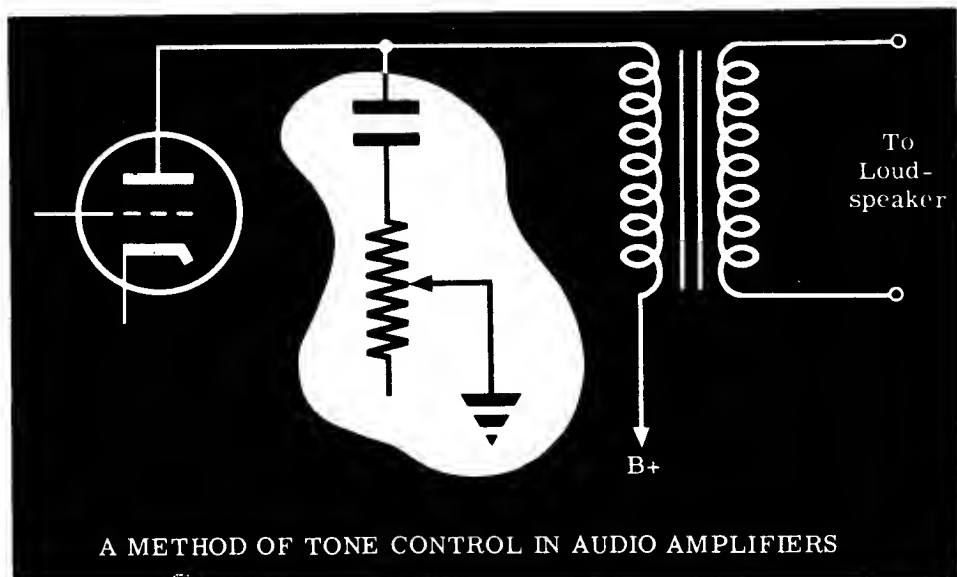 To
Loud-
speaker
B+
A METHOD OF TONE CONTROL IN AUDIO AMPLIFIERS